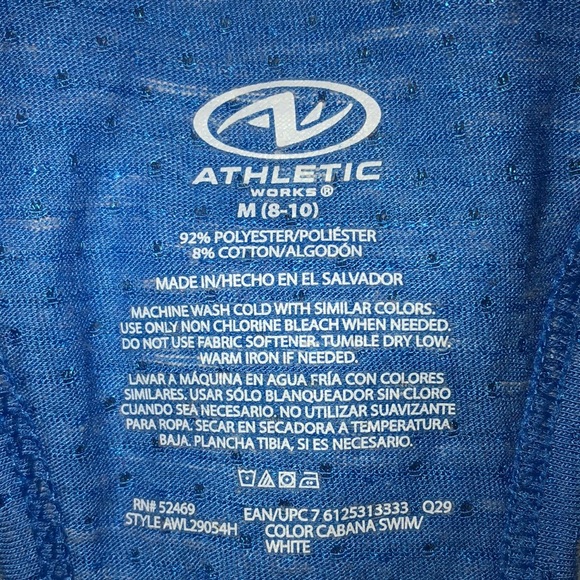 ATHLETIC
WORKS®
M (8-10)
92% POLYESTER/POLIÉSTER
8% COTTON/ALGODÓN
MADE IN/HECHO EN EL SALVADOR
MACHINE WASH COLD WITH SIMILAR COLORS.
USE ONLY NON CHLORINE BLEACH WHEN NEEDED.
DO NOT USE FABRIC SOFTENER. TUMBLE DRY LOW.
WARM IRON IF NEEDED.
LAVAR A MÁQUINA EN AGUA FRÍA CON COLORES
SIMILARES. USAR SÓLO BLANQUEADOR SIN CLORO
CUANDO SEA NECESARIO. NO UTILIZAR SUAVIZANTE
PARA ROPA. SECAR EN SECADORA A TEMPERATURA
BAJA. PLANCHA TIBIA, SI ES NECESARIO.
RN# 52469 EAN/UPC 7 6125313333 Q29
STYLE AWL29054H COLOR CABANA SWIM/
WHITE